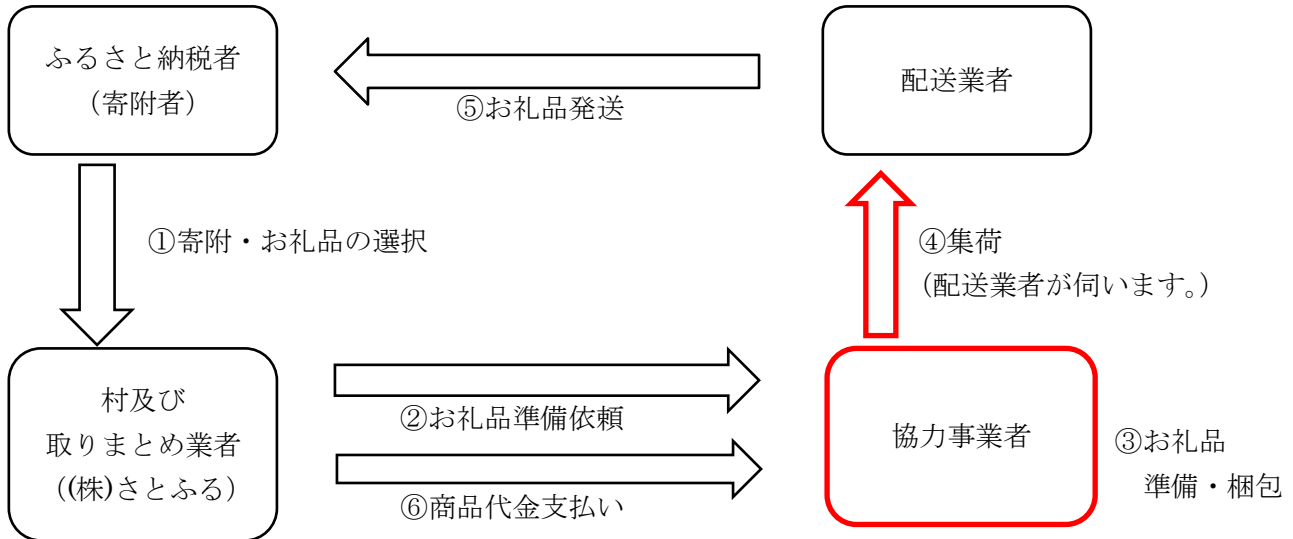 ふるさと納税者
（寄附者）
配送業者
⑤お礼品発送
①寄附・お礼品の選択
④集荷
（配送業者が伺います。）
村及び
取りまとめ業者
（(株)さとふる）
②お礼品準備依頼
⑥商品代金支払い
協力事業者
③お礼品
準備・梱包